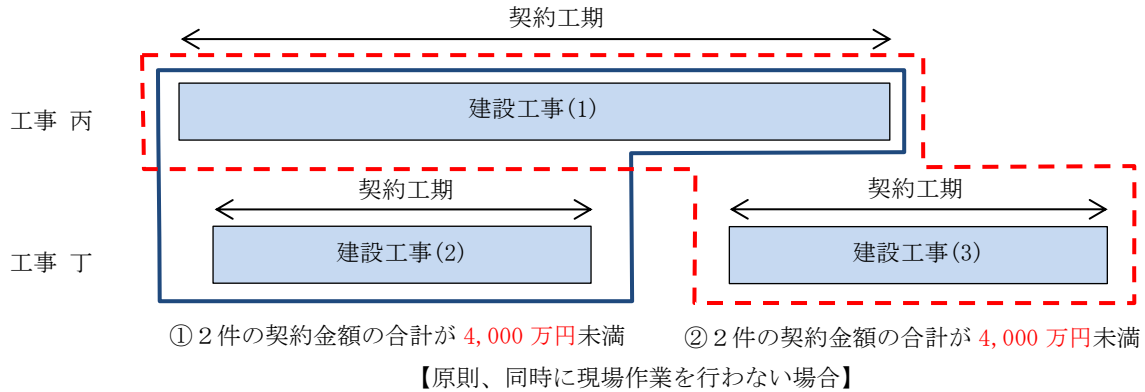 契約工期
工事 丙
建設工事(1)
契約工期
契約工期
工事 丁
建設工事(2)
建設工事(3)
①２件の契約金額の合計が 4,000 万円未満
②２件の契約金額の合計が 4,000 万円未満
【原則、同時に現場作業を行わない場合】